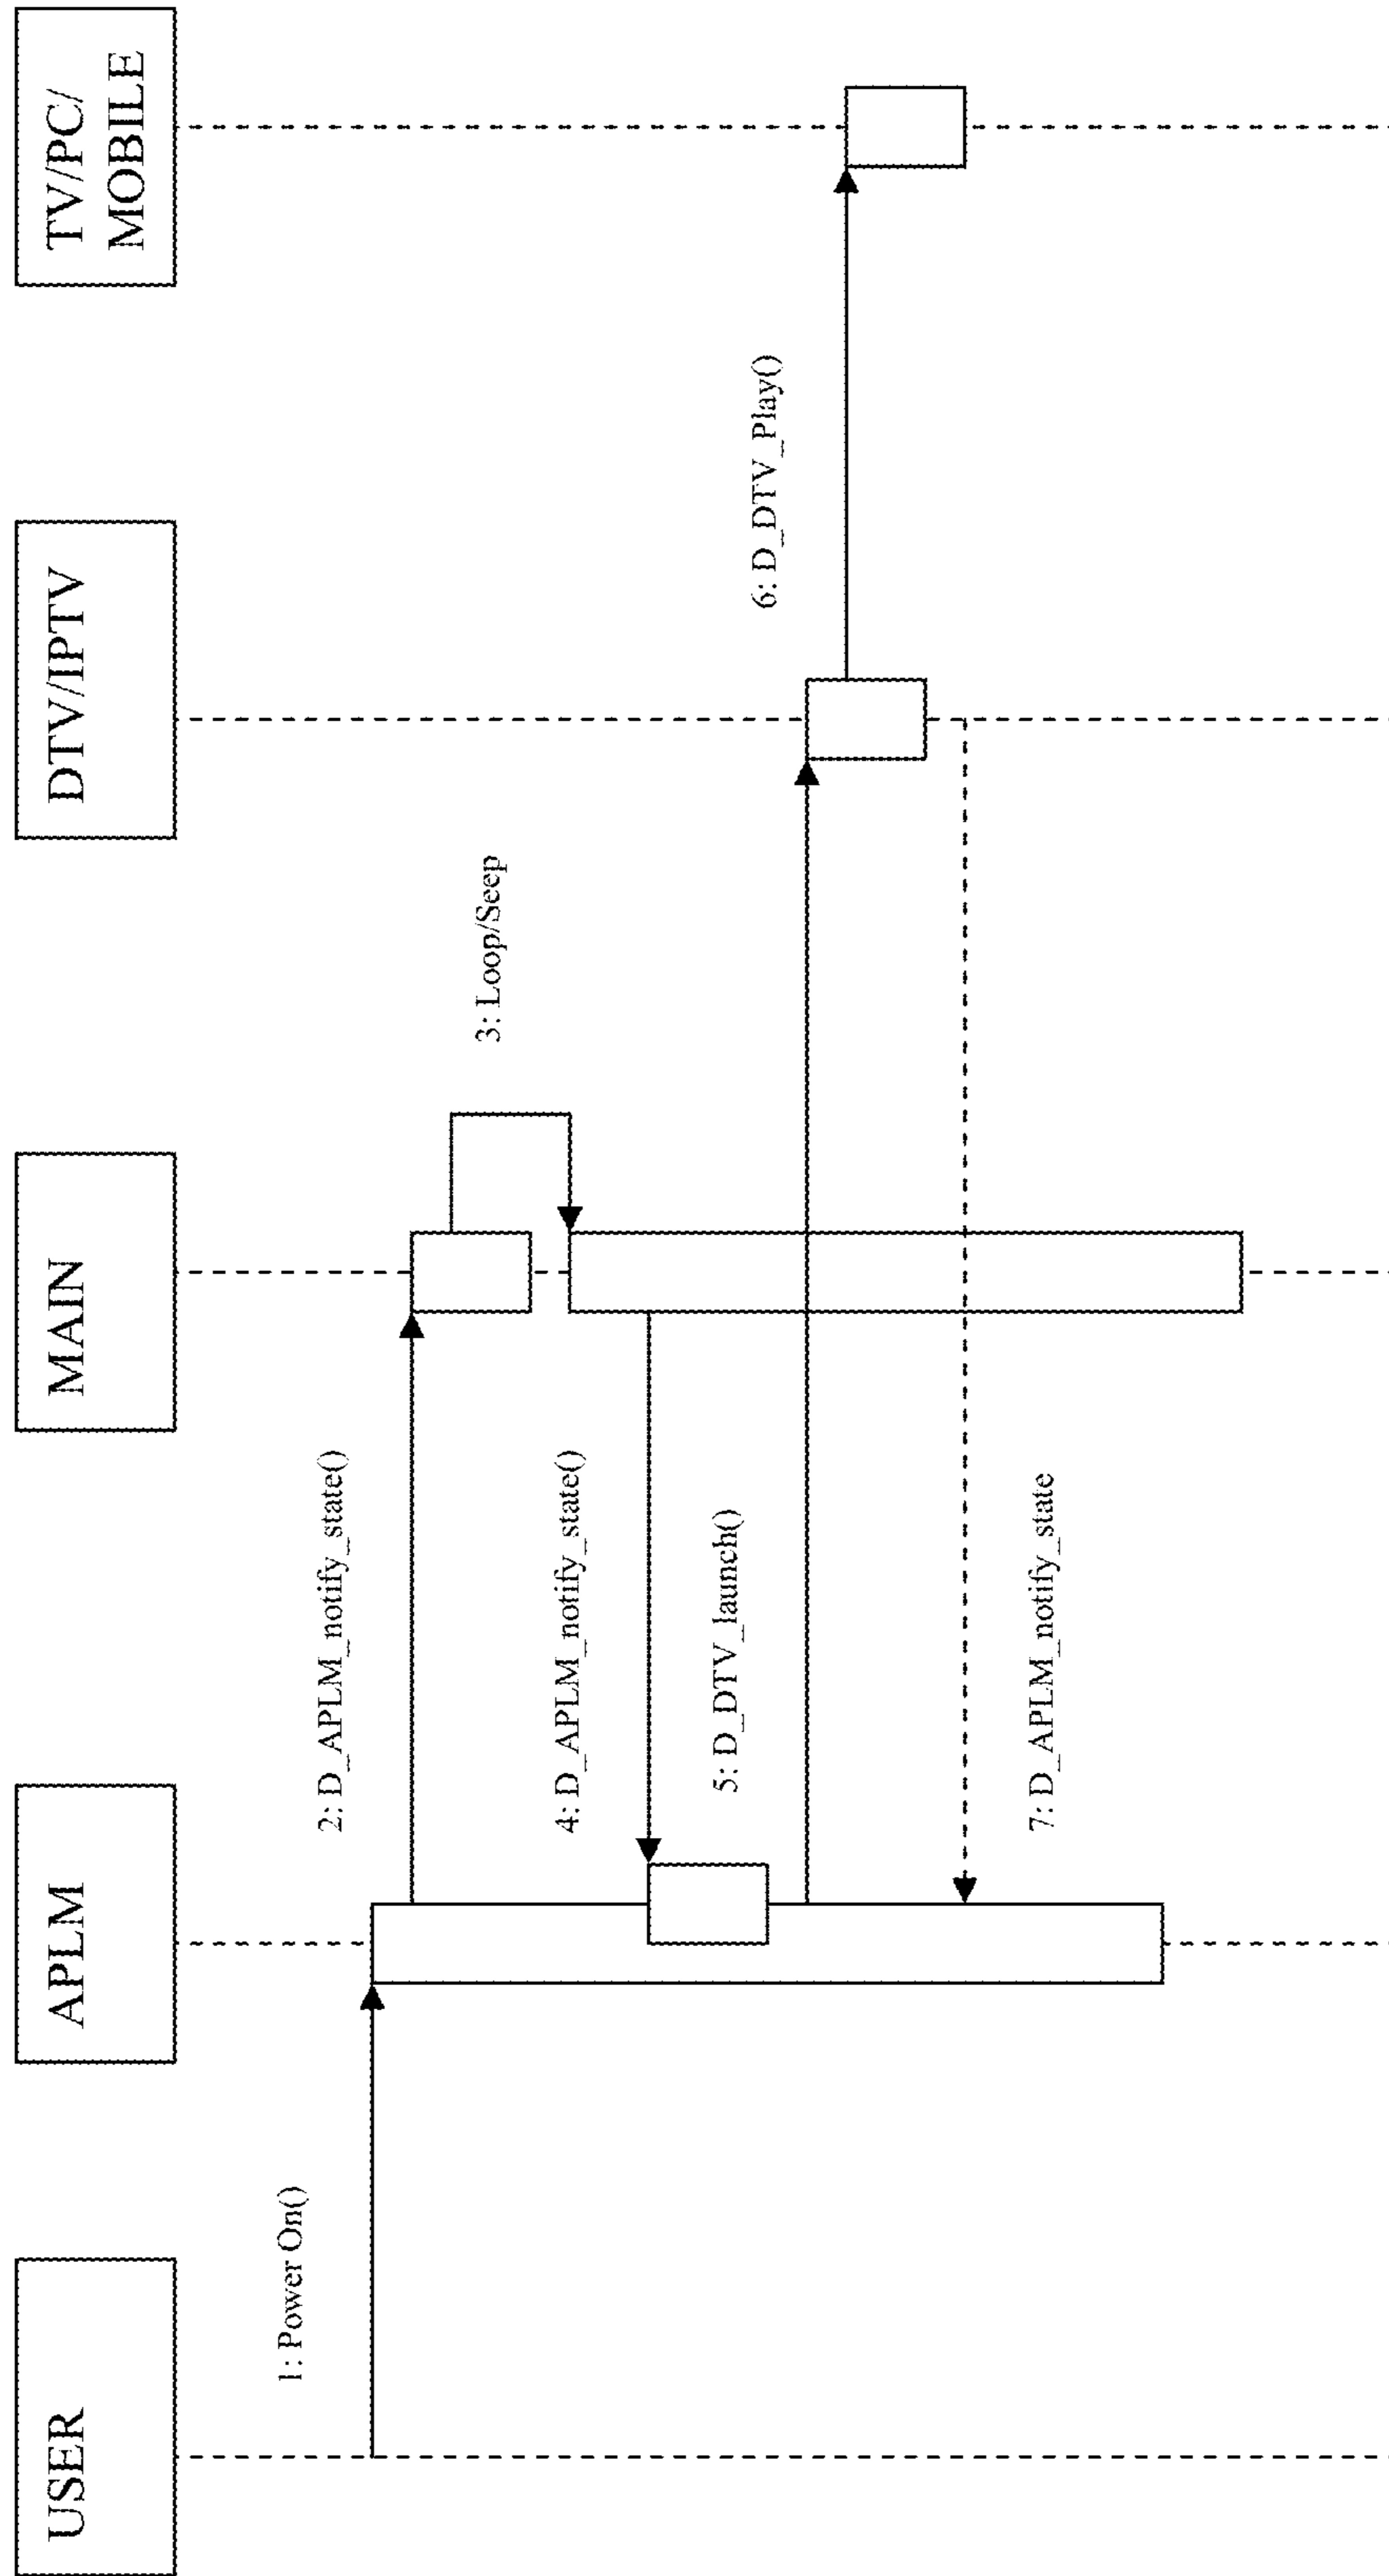 USER
APLM
MAIN
DTV/IPTV
TV/PC/
MOBILE
1: Power On()
2: D_APLM_notify_state()
3: Loop/Seep
4: D_APLM_notify_state()
5: D_DTV_launch()
6: D_DTV_Play()
7: D_APLM_notify_state